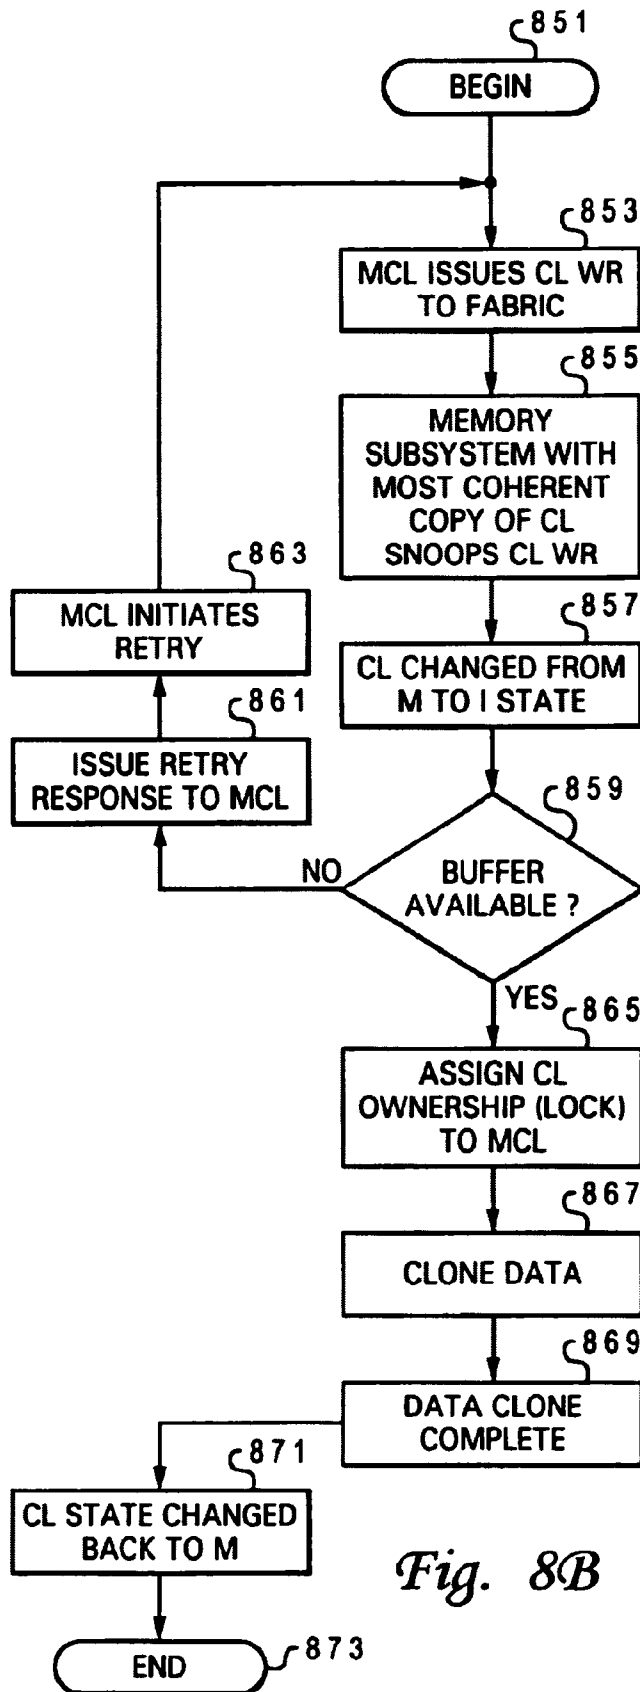 851
BEGIN
853
MCL ISSUES CL WR
TO FABRIC
855
MEMORY
SUBSYSTEM WITH
MOST COHERENT
COPY OF CL
SNOOPS CL WR
863
MCL INITIATES
RETRY
857
CL CHANGED FROM
M TO I STATE
861
ISSUE RETRY
RESPONSE TO MCL
859
BUFFER
AVAILABLE ?
NO
YES
865
ASSIGN CL
OWNERSHIP (LOCK)
TO MCL
867
CLONE DATA
869
DATA CLONE
COMPLETE
871
CL STATE CHANGED
BACK TO M
Fig. 8B
END
873